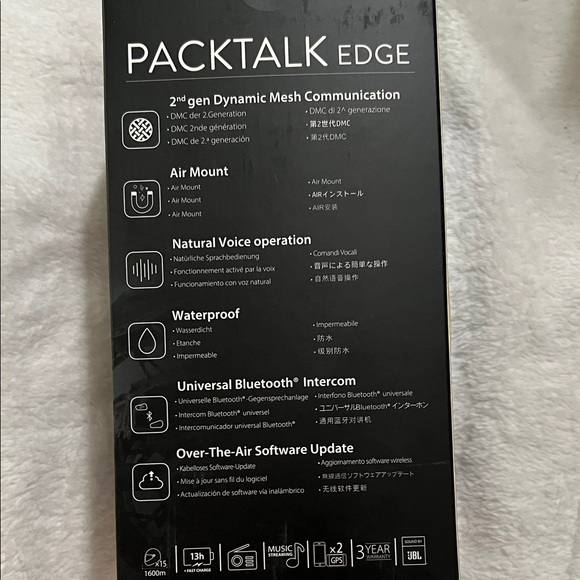 PACKTALK EDGE
2nd gen Dynamic Mesh Communication
• DMC der 2.Generation
• DMC di 2^ generazione
• DMC 2nde génération
• 第2世代DMC
• DMC de 2.ª generación
• 第2代DMC
Air Mount
• Air Mount
• Air Mount
• Air Mount
• AIRインストール
• Air Mount
• AIR安装
Natural Voice operation
• Natürliche Sprachbedienung
• Comandi Vocali
• Fonctionnement activé par la voix
• 音声による簡単な操作
• Funcionamiento con voz natural
• 自然语音操作
Waterproof
• Wasserdicht
• Impermeabile
• Etanche
• 防水
• Impermeable
• 级别防水
Universal Bluetooth® Intercom
• Universelle Bluetooth®-Gegensprechanlage
• Interfono Bluetooth® universale
• Intercom Bluetooth® universel
• ユニバーサルBluetooth® インターホン
• Intercomunicador universal Bluetooth®
• 通用蓝牙对讲机
Over-The-Air Software Update
• Kabelloses Software-Update
• Aggiornamento software wireless
• Mise à jour sans fil du logiciel
• 無線通信ソフトウェアアップデート
• Actualización de software vía inalámbrico
• 无线软件更新
x15
1600m
13h
+ FAST CHARGE
MUSIC
STREAMING
x2
GPS
3 YEAR
WARRANTY
SOUND BY
JBL